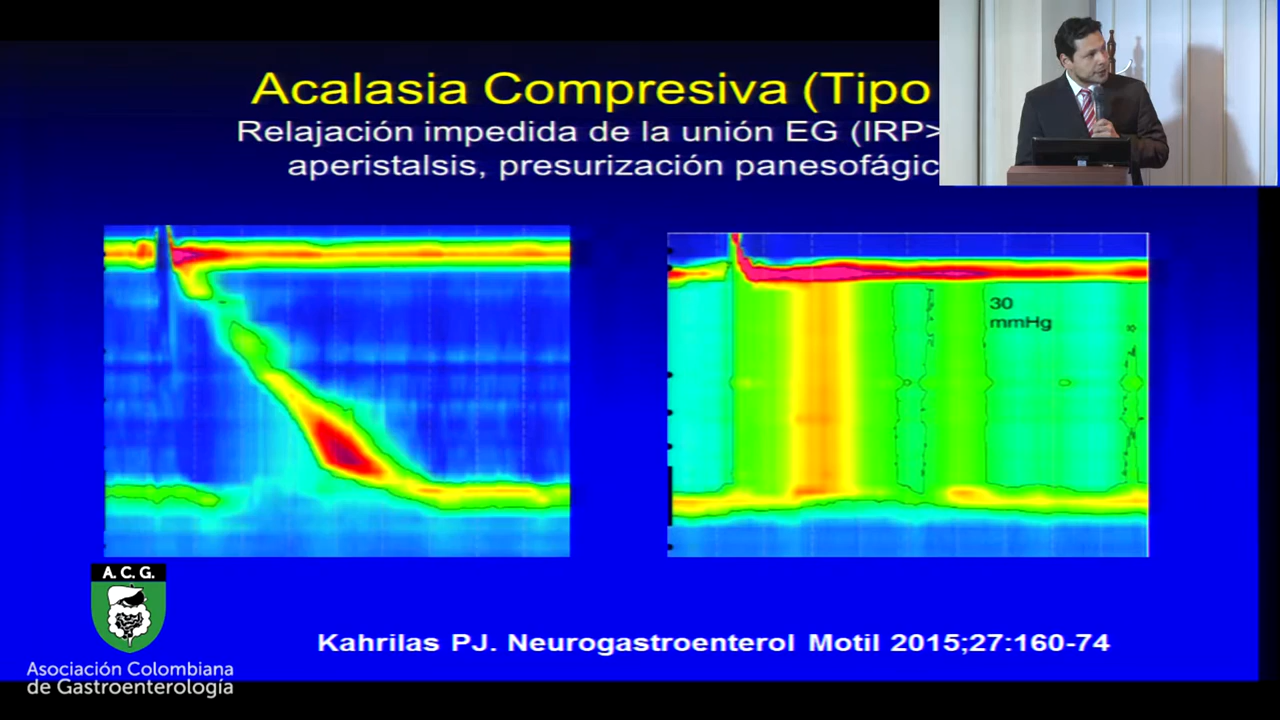 Acalasia Compresiva (Tipo
Relajación impedida de la unión EG (IRP>
aperistalsis, presurización panesofágic
30
mmHg
A. C. G.
Asociación Colombiana
de Gastroenterología
Kahrilas PJ. Neurogastroenterol Motil 2015;27:160-74